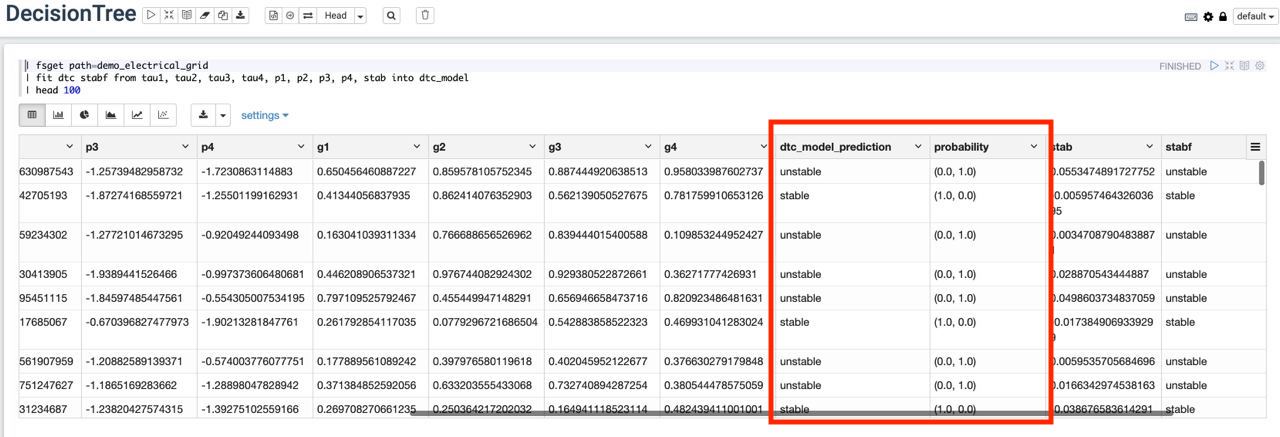 DecisionTree Head default
| fsget path=demo_electrical_grid FINISHED
| fit dtc stabf from tau1, tau2, tau3, tau4, p1, p2, p3, p4, stab into dtc_model
| head 100
settings
p3 p4 g1 g2 g3 g4 dtc_model_prediction probability stab stabf
630987543 -1.25739482958732 -1.7230863114883 0.650456460887227 0.859578105752345 0.887444920638513 0.958033987602737 unstable (0.0, 1.0) 0.0553474891727752 unstable
42705193 -1.87274168559721 -1.25501199162931 0.41344056837935 0.862414076352903 0.562139050527675 0.781759910653126 stable (1.0, 0.0) 0.005957464326036 stable
95
59234302 -1.27721014673295 -0.92049244093498 0.163041039311334 0.766688656526962 0.839444015400588 0.109853244952427 unstable (0.0, 1.0) 0.0034708790483887 unstable
30413905 -1.9389441526466 -0.997373606480681 0.446208906537321 0.976744082924302 0.929380522872661 0.36271777426931 unstable (0.0, 1.0) 0.028870543444887 unstable
95451115 -1.84597485447561 -0.554305007534195 0.797109525792467 0.455449947148291 0.656946658473716 0.820923486481631 unstable (0.0, 1.0) 0.0498603734837059 unstable
17685067 -0.670396827477973 -1.90213281847761 0.261792854117035 0.0779296721686504 0.542883858522323 0.469931041283024 stable (1.0, 0.0) 0.017384906933929 stable
9
561907959 -1.20882589139371 -0.574003776077751 0.177889561089242 0.397976580119618 0.402045952122677 0.376630279179848 unstable (0.0, 1.0) 0.0059535705684696 unstable
751247627 -1.1865169283662 -1.28898047828942 0.371384852592056 0.633203555433068 0.732740894287254 0.380544478575059 unstable (0.0, 1.0) 0.0166342974538163 unstable
31234687 -1.23820427574315 -1.39275102559166 0.269708270661235 0.250364217202032 0.164941118523114 0.482439411001001 stable (1.0, 0.0) 0.038676583614291 stable